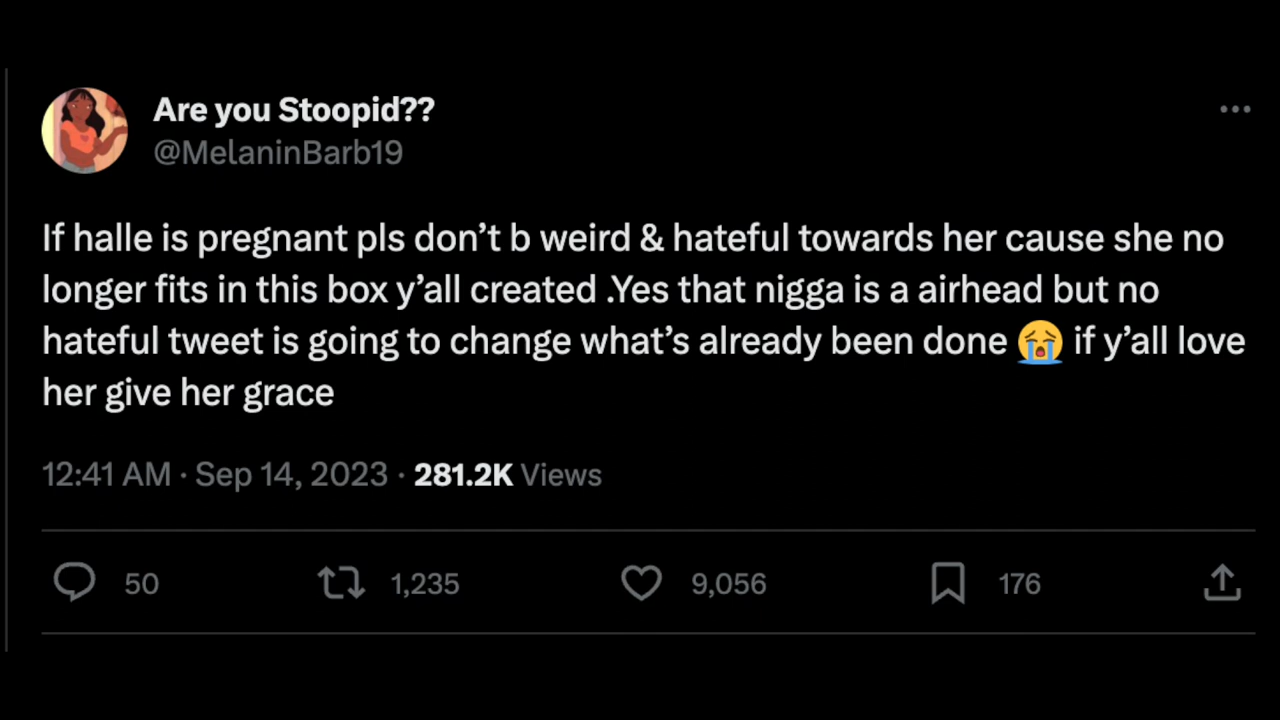 Are you Stoopid??
@MelaninBarb19
If halle is pregnant pls don’t b weird & hateful towards her cause she no
longer fits in this box y’all created .Yes that nigga is a airhead but no
hateful tweet is going to change what’s already been done 😭 if y’all love
her give her grace
12:41 AM · Sep 14, 2023 · 281.2K Views
50 1,235 9,056 176